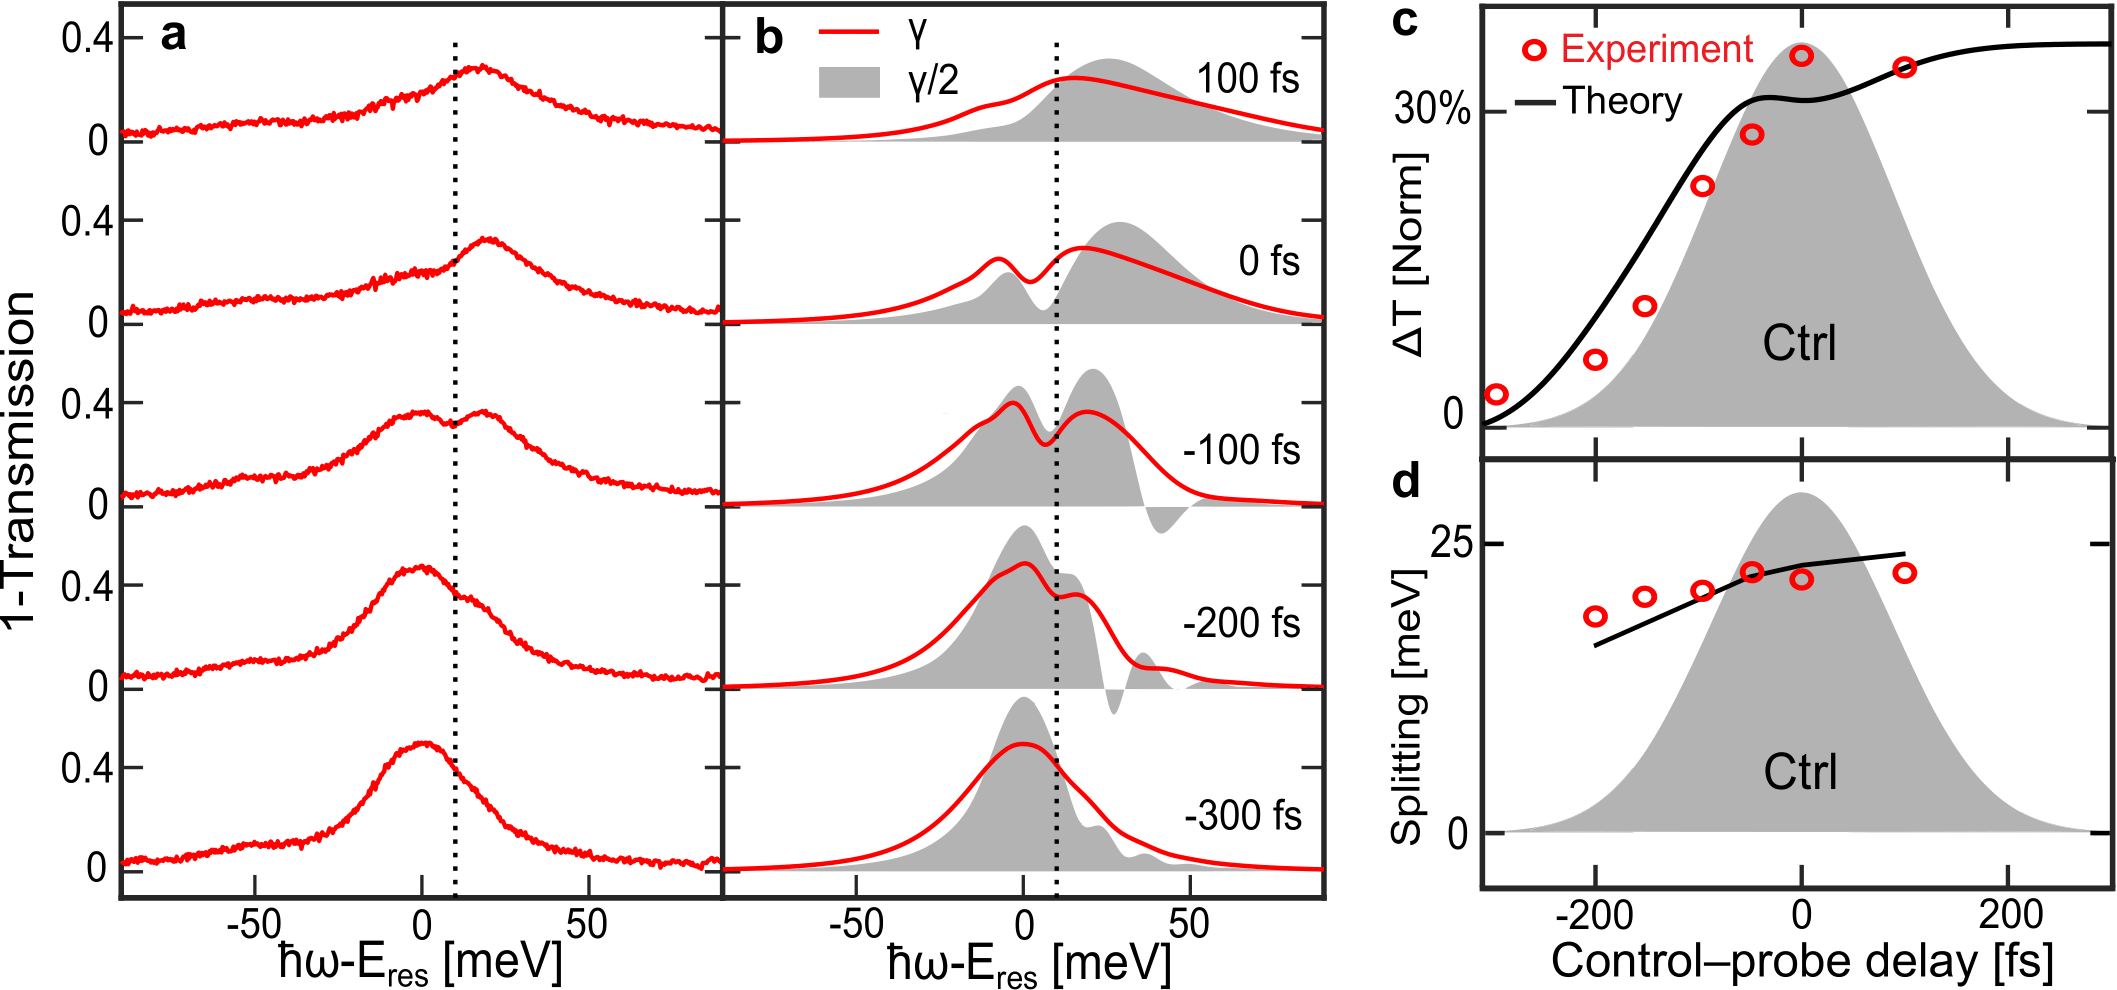 a
1-Transmission
0.4
0
0.4
0
0.4
0
0.4
0
0.4
0
-50 0 50
ħω-Eres [meV]
b
γ
γ/2
100 fs
0 fs
-100 fs
-200 fs
-300 fs
-50 0 50
ħω-Eres [meV]
c
Experiment
Theory
ΔT [Norm]
30%
0
Ctrl
d
Splitting [meV]
25
0
Ctrl
-200 0 200
Control–probe delay [fs]